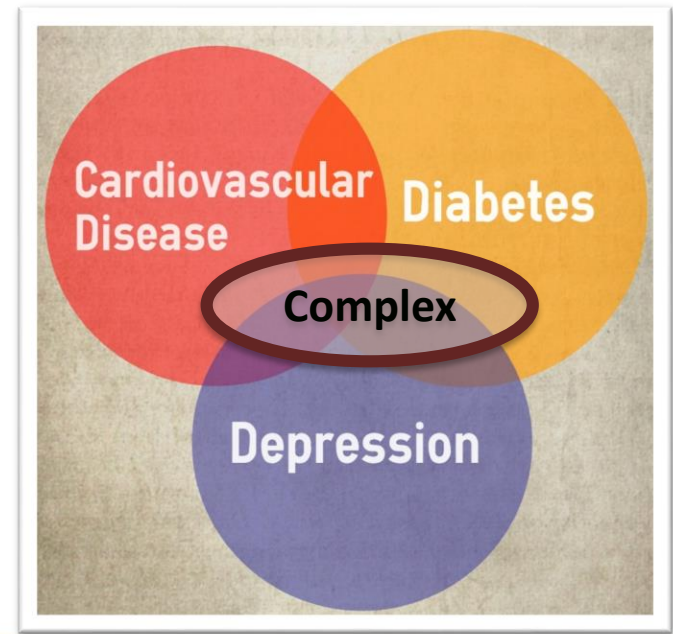 Cardiovascular
Disease
Diabetes
Complex
Depression